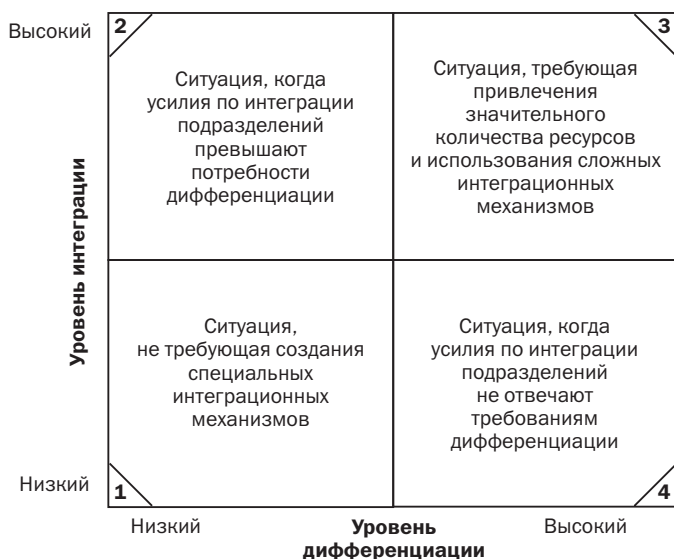 Высокий
2
Ситуация, когда
усилия по интеграции
подразделений
превышают
потребности
дифференциации
3
Ситуация, требующая
привлечения
значительного
количества ресурсов
и использования сложных
интеграционных
механизмов
Уровень интеграции
Ситуация,
не требующая создания
специальных
интеграционных
механизмов
1
Ситуация, когда
усилия по интеграции
подразделений
не отвечают
требованиям
дифференциации
4
Низкий
Низкий
Уровень
дифференциации
Высокий